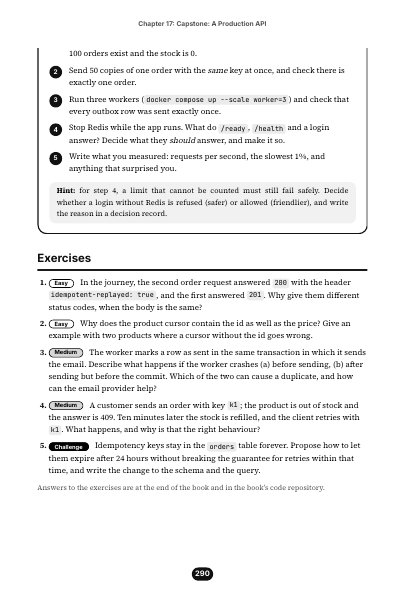 Chapter 17: Capstone: A Production API
100 orders exist and the stock is 0.
2 Send 50 copies of one order with the same key at once, and check there is
exactly one order.
3 Run three workers ( docker compose up --scale worker=3 ) and check that
every outbox row was sent exactly once.
4 Stop Redis while the app runs. What do /ready , /health and a login
answer? Decide what they should answer, and make it so.
5 Write what you measured: requests per second, the slowest 1%, and
anything that surprised you.
Hint: for step 4, a limit that cannot be counted must still fail safely. Decide
whether a login without Redis is refused (safer) or allowed (friendlier), and write
the reason in a decision record.
Exercises
1. Easy In the journey, the second order request answered 200 with the header
idempotent-replayed: true , and the first answered 201 . Why give them different
status codes, when the body is the same?
2. Easy Why does the product cursor contain the id as well as the price? Give an
example with two products where a cursor without the id goes wrong.
3. Medium The worker marks a row as sent in the same transaction in which it sends
the email. Describe what happens if the worker crashes (a) before sending, (b) after
sending but before the commit. Which of the two can cause a duplicate, and how
can the email provider help?
4. Medium A customer sends an order with key k1 ; the product is out of stock and
the answer is 409. Ten minutes later the stock is refilled, and the client retries with
k1 . What happens, and why is that the right behaviour?
5. Challenge Idempotency keys stay in the orders table forever. Propose how to let
them expire after 24 hours without breaking the guarantee for retries within that
time, and write the change to the schema and the query.
Answers to the exercises are at the end of the book and in the book's code repository.
290